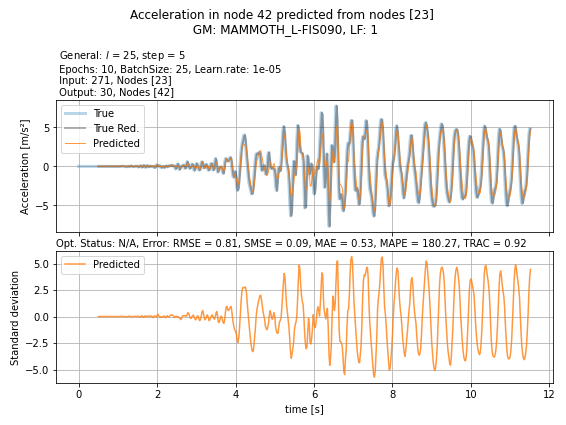 Acceleration in node 42 predicted from nodes [23]
GM: MAMMOTH_L-FIS090, LF: 1
General: l = 25, step = 5
Epochs: 10, BatchSize: 25, Learn.rate: 1e-05
Input: 271, Nodes [23]
Output: 30, Nodes [42]
True
True Red.
Predicted
Acceleration [m/s²]
5
0
−5
Opt. Status: N/A, Error: RMSE = 0.81, SMSE = 0.09, MAE = 0.53, MAPE = 180.27, TRAC = 0.92
Predicted
Standard deviation
5.0
2.5
0.0
−2.5
−5.0
0 2 4 6 8 10 12
time [s]